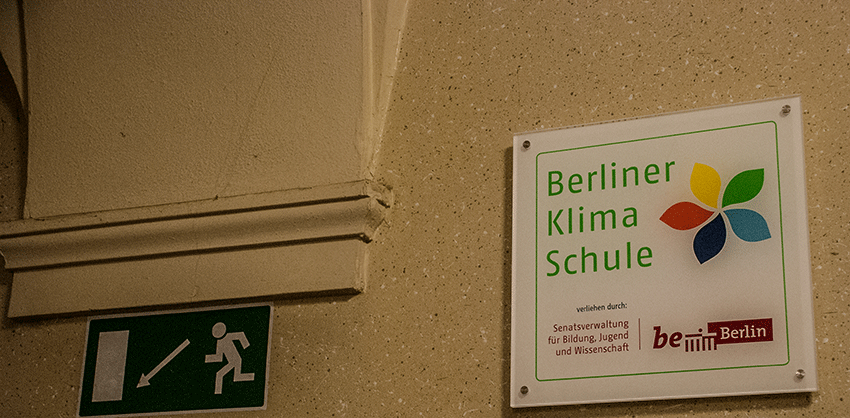 Berliner
Klima
Schule
verliehen durch:
Senatsverwaltung
für Bildung, Jugend
und Wissenschaft
be Berlin